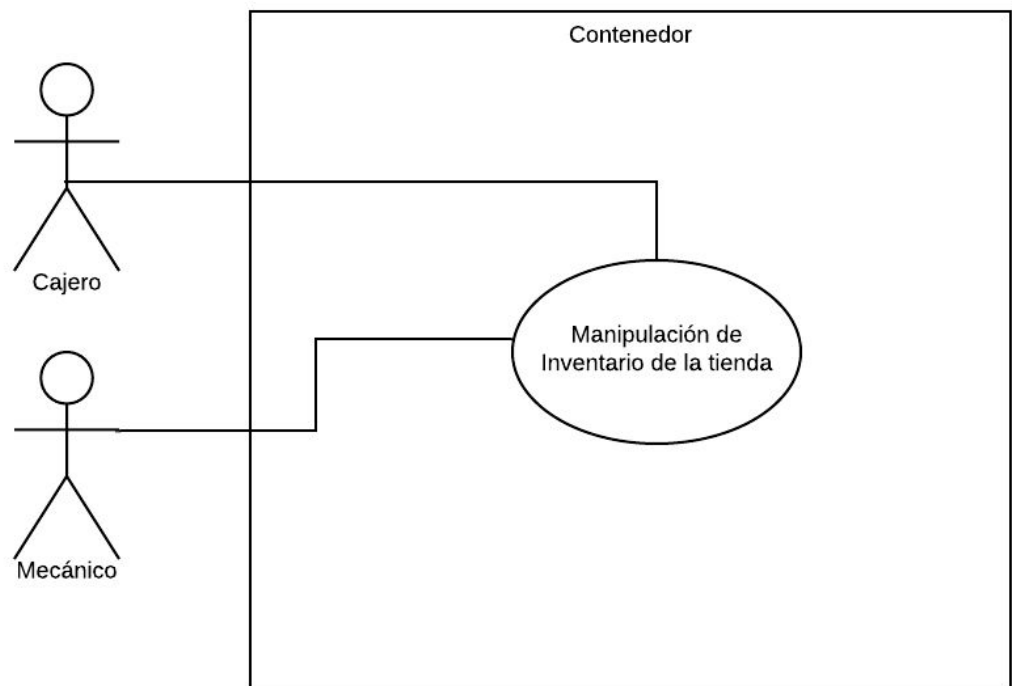 Contenedor
Cajero
Manipulación de
Inventario de la tienda
Mecánico